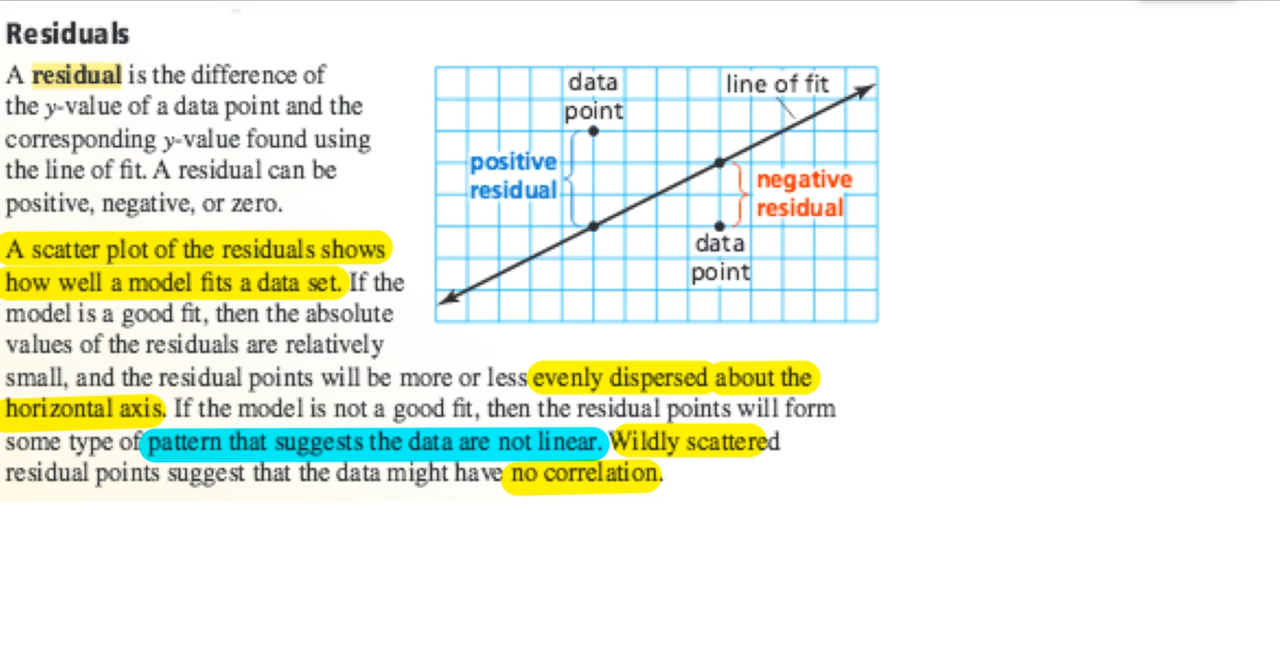 Residuals
A residual is the difference of
the y-value of a data point and the
corresponding y-value found using
the line of fit. A residual can be
positive, negative, or zero.
A scatter plot of the residuals shows
how well a model fits a data set. If the
model is a good fit, then the absolute
values of the residuals are relatively
small, and the residual points will be more or less evenly dispersed about the
horizontal axis. If the model is not a good fit, then the residual points will form
some type of pattern that suggests the data are not linear. Wildly scattered
residual points suggest that the data might have no correlation.
data
point
line of fit
positive
residual
negative
residual
data
point